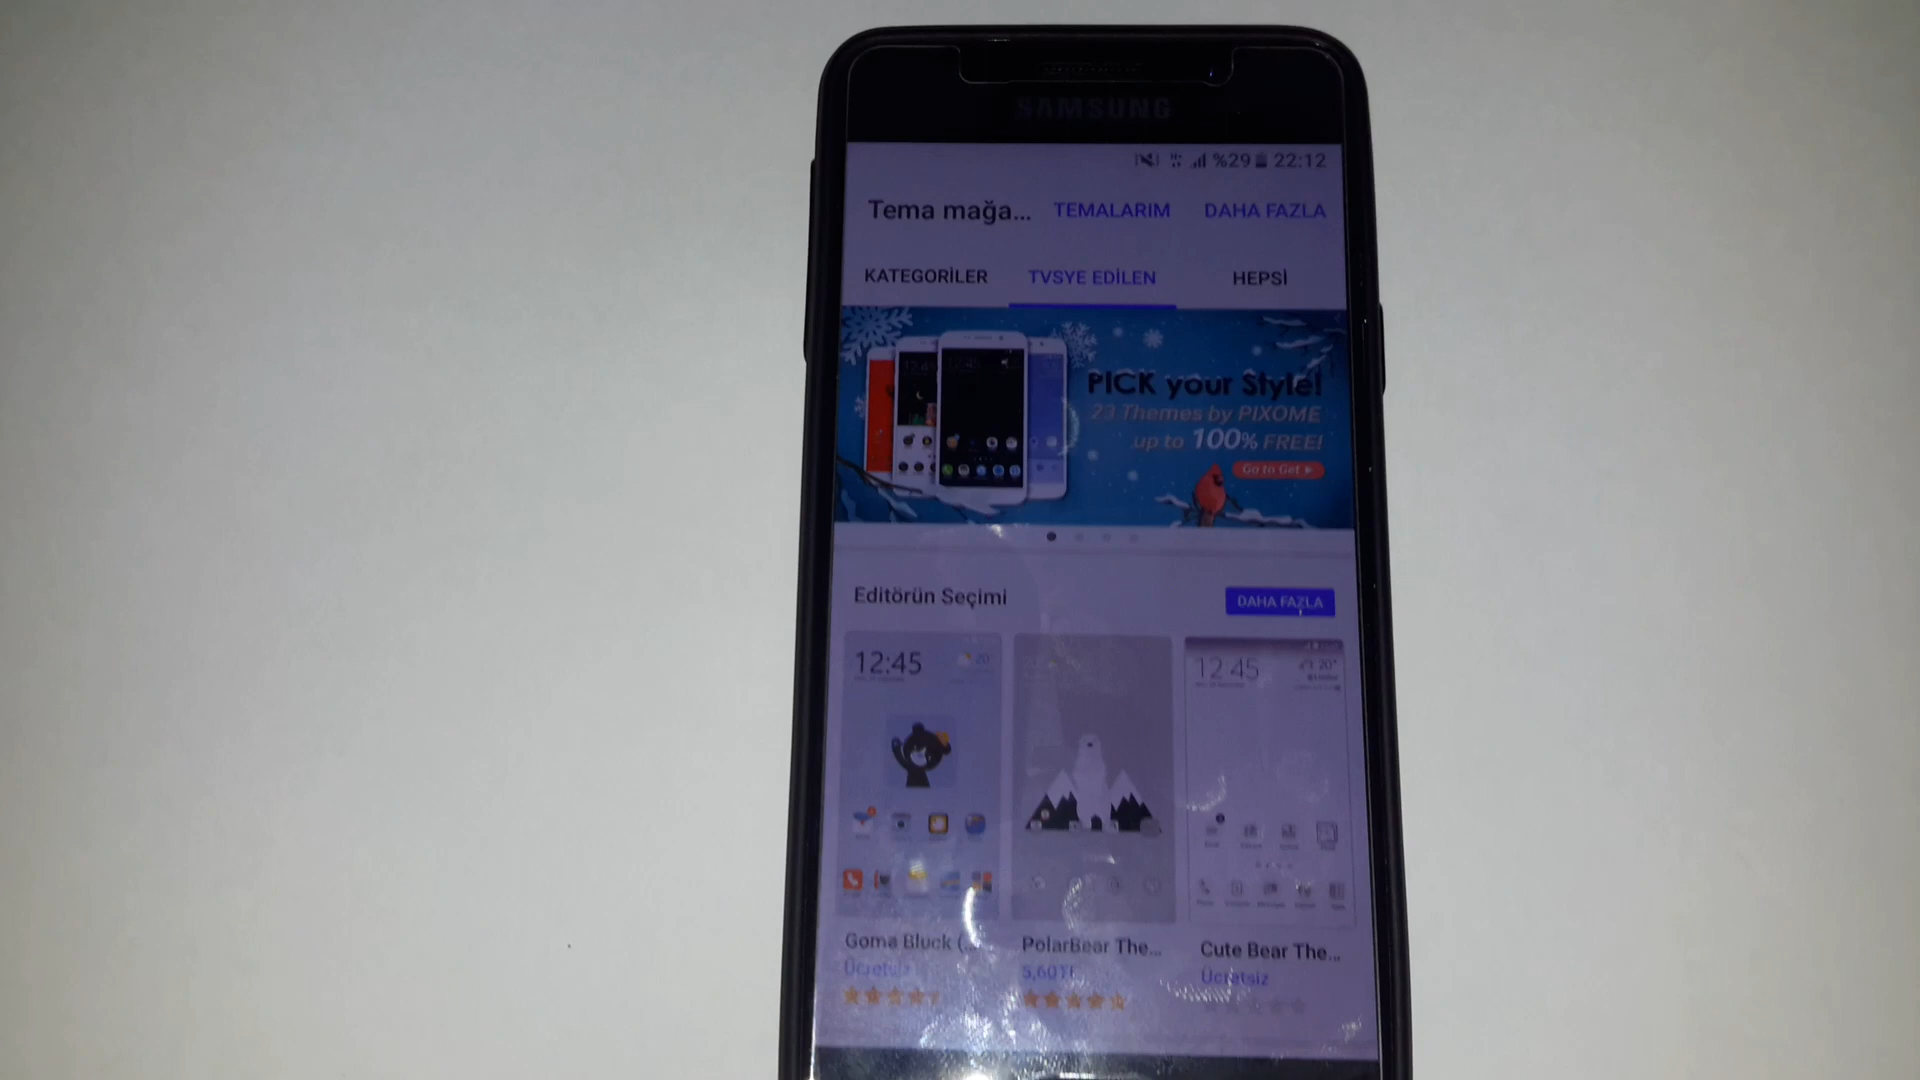 SAMSUNG
%29 22:12
Tema mağa... TEMALARIM DAHA FAZLA
KATEGORİLER TVSYE EDİLEN HEPSİ
PICK your Style!
23 Themes by PIXOME
up to 100% FREE!
Go to Get
Editörün Seçimi DAHA FAZLA
12:45 20°
12:45 20°
Goma Bluck (... PolarBear The... Cute Bear The...
Ücretsiz 5,60TL Ücretsiz